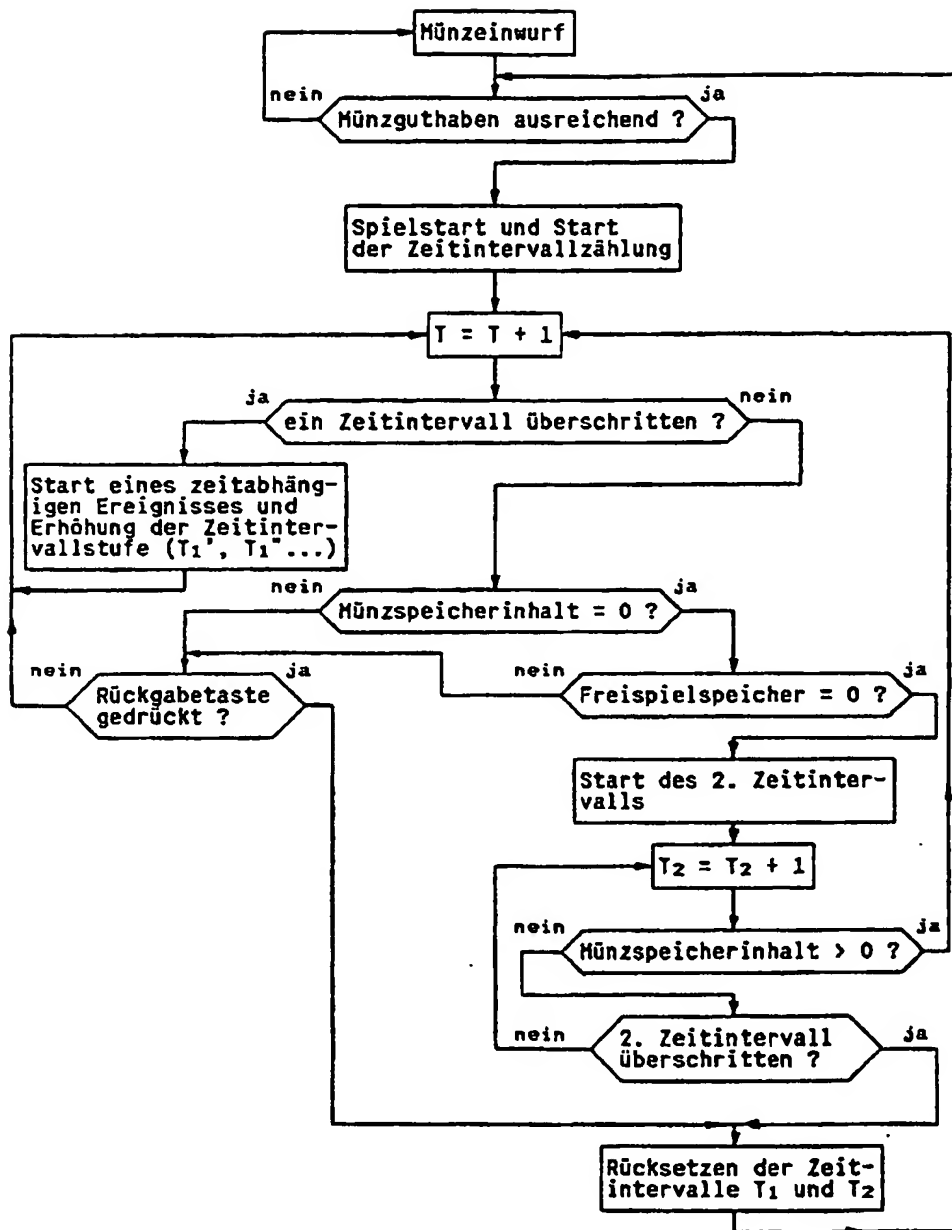 Münzeinwurf
nein
ja
Münzguthaben ausreichend ?
Spielstart und Start
der Zeitintervallzählung
T = T + 1
ja
nein
ein Zeitintervall überschritten ?
Start eines zeitabhäng-
igen Ereignisses und
Erhöhung der Zeitinter-
vallstufe (T1', T1"...)
nein
ja
Münzspeicherinhalt = 0 ?
nein
ja
Rückgabetaste
gedrückt ?
nein
ja
Freispielspeicher = 0 ?
Start des 2. Zeitinter-
valls
T2 = T2 + 1
nein
ja
Münzspeicherinhalt > 0 ?
nein
ja
2. Zeitintervall
überschritten ?
Rücksetzen der Zeit-
intervalle T1 und T2